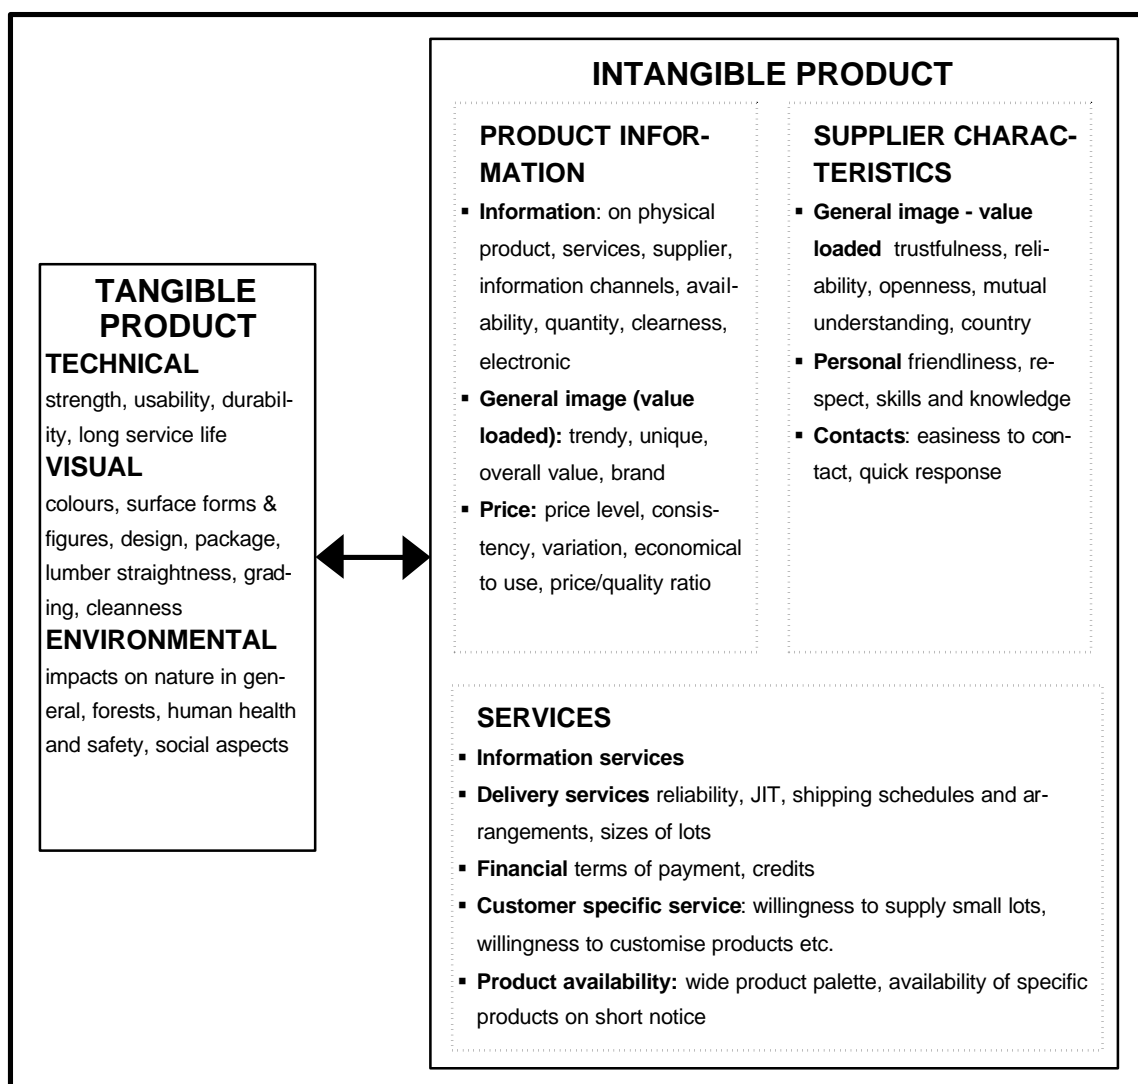 TANGIBLE
PRODUCT
TECHNICAL
strength, usability, durabil-
ity, long service life
VISUAL
colours, surface forms &
figures, design, package,
lumber straightness, grad-
ing, cleanness
ENVIRONMENTAL
impacts on nature in gen-
eral, forests, human health
and safety, social aspects
INTANGIBLE PRODUCT
PRODUCT INFOR-
MATION
▪ Information: on physical
product, services, supplier,
information channels, avail-
ability, quantity, clearness,
electronic
▪ General image (value
loaded): trendy, unique,
overall value, brand
▪ Price: price level, consis-
tency, variation, economical
to use, price/quality ratio
SUPPLIER CHARAC-
TERISTICS
▪ General image - value
loaded trustfulness, reli-
ability, openness, mutual
understanding, country
▪ Personal friendliness, re-
spect, skills and knowledge
▪ Contacts: easiness to con-
tact, quick response
SERVICES
▪ Information services
▪ Delivery services reliability, JIT, shipping schedules and ar-
rangements, sizes of lots
▪ Financial terms of payment, credits
▪ Customer specific service: willingness to supply small lots,
willingness to customise products etc.
▪ Product availability: wide product palette, availability of specific
products on short notice